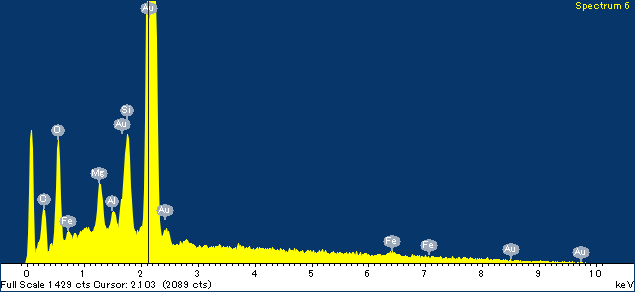 Spectrum 6
Au
Si
Au
O
Mg
C
Al
Au
Fe
Fe
Fe
Au
Au
0 1 2 3 4 5 6 7 8 9 10
Full Scale 1429 cts Cursor: 2.103 (2089 cts) keV